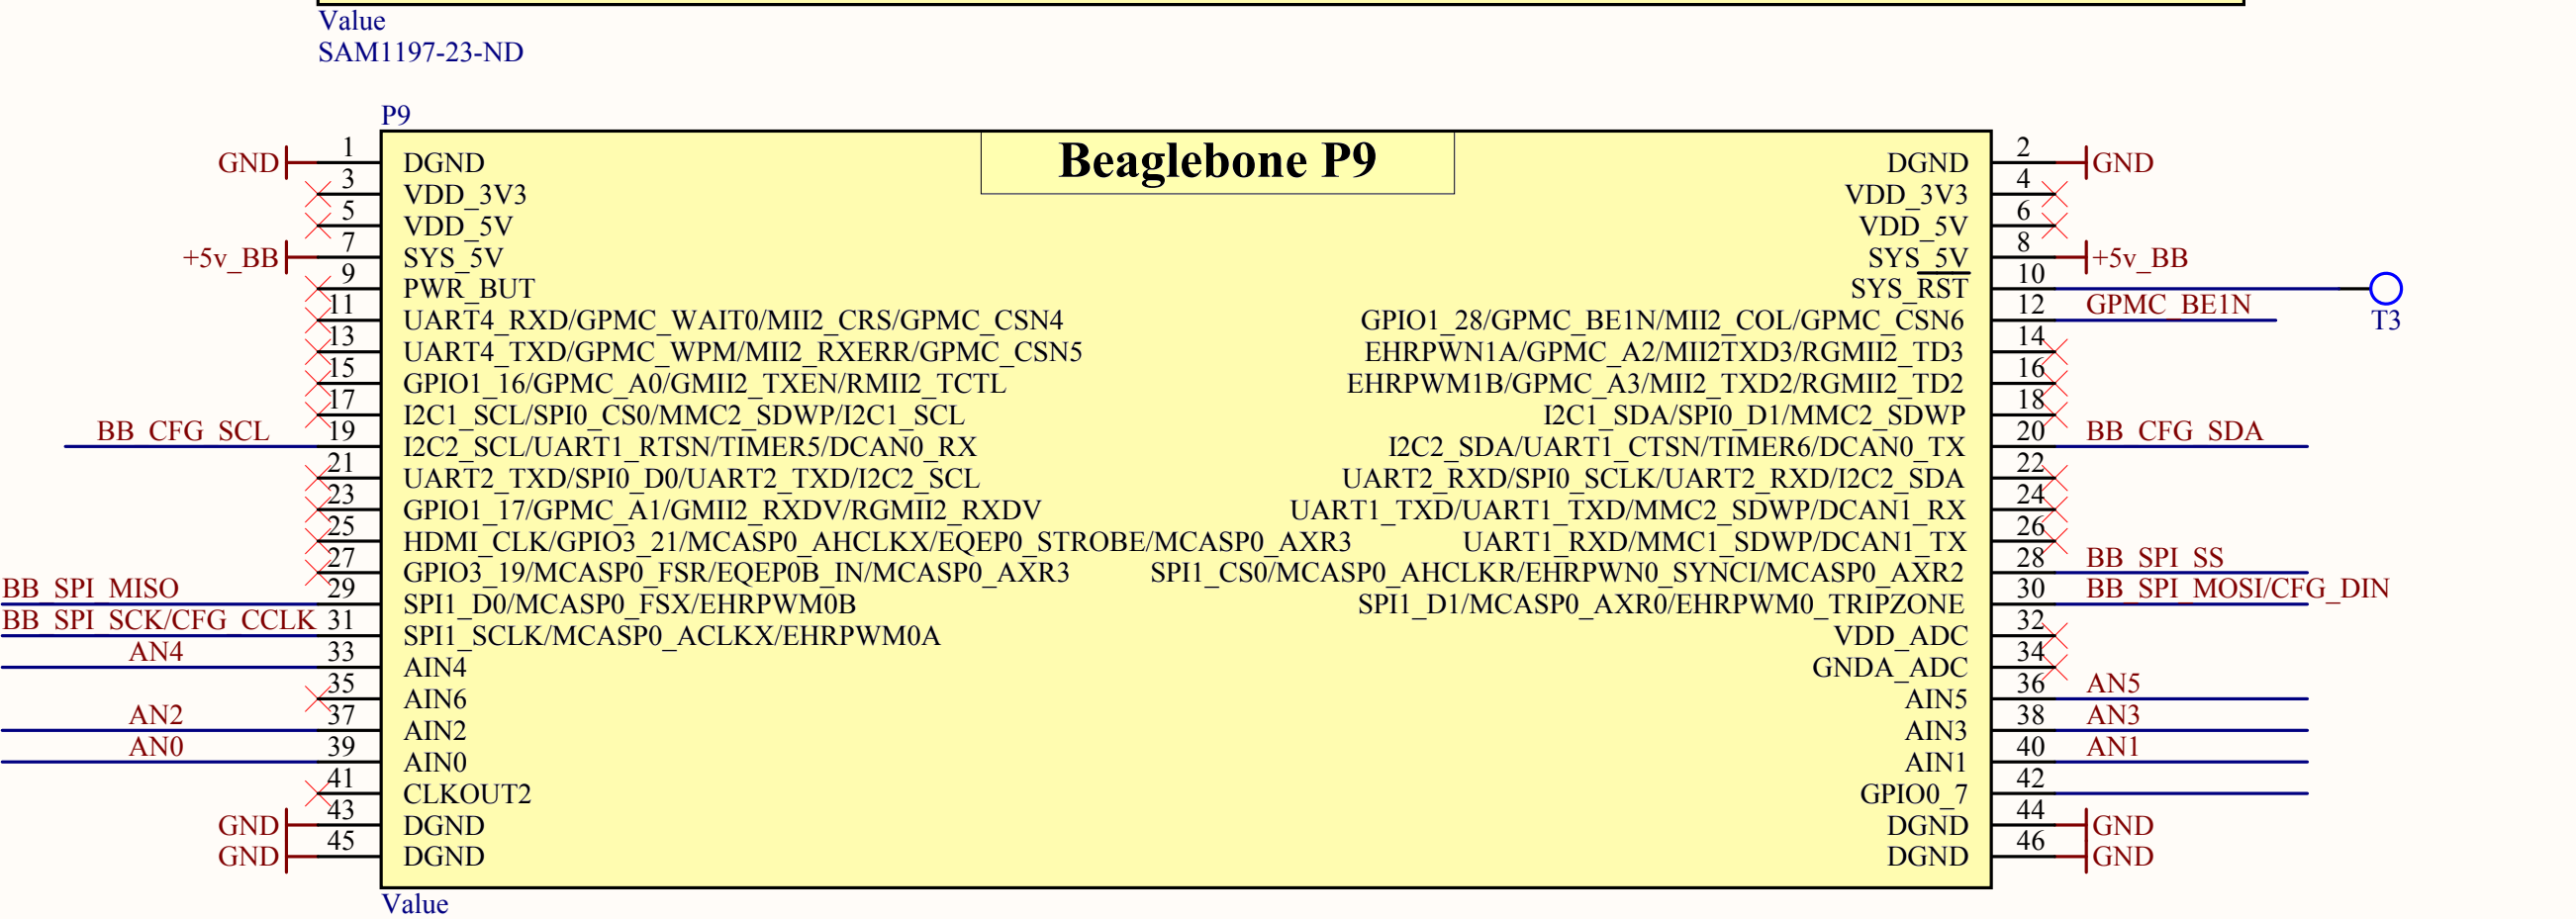 Value
SAM1197-23-ND
P9
Beaglebone P9
GND 1 DGND DGND 2 GND
3 VDD_3V3 VDD_3V3 4
5 VDD_5V VDD_5V 6
+5v_BB 7 SYS_5V SYS_5V 8 +5v_BB
9 PWR_BUT SYS_RST 10 T3
11 UART4_RXD/GPMC_WAIT0/MII2_CRS/GPMC_CSN4 GPIO1_28/GPMC_BE1N/MII2_COL/GPMC_CSN6 12 GPMC_BE1N
13 UART4_TXD/GPMC_WPM/MII2_RXERR/GPMC_CSN5 EHRPWN1A/GPMC_A2/MII2TXD3/RGMII2_TD3 14
15 GPIO1_16/GPMC_A0/GMII2_TXEN/RMII2_TCTL EHRPWM1B/GPMC_A3/MII2_TXD2/RGMII2_TD2 16
17 I2C1_SCL/SPI0_CS0/MMC2_SDWP/I2C1_SCL I2C1_SDA/SPI0_D1/MMC2_SDWP 18
BB_CFG_SCL 19 I2C2_SCL/UART1_RTSN/TIMER5/DCAN0_RX I2C2_SDA/UART1_CTSN/TIMER6/DCAN0_TX 20 BB_CFG_SDA
21 UART2_TXD/SPI0_D0/UART2_TXD/I2C2_SCL UART2_RXD/SPI0_SCLK/UART2_RXD/I2C2_SDA 22
23 GPIO1_17/GPMC_A1/GMII2_RXDV/RGMII2_RXDV UART1_TXD/UART1_TXD/MMC2_SDWP/DCAN1_RX 24
25 HDMI_CLK/GPIO3_21/MCASP0_AHCLKX/EQEP0_STROBE/MCASP0_AXR3 UART1_RXD/MMC1_SDWP/DCAN1_TX 26
27 GPIO3_19/MCASP0_FSR/EQEP0B_IN/MCASP0_AXR3 SPI1_CS0/MCASP0_AHCLKR/EHRPWN0_SYNCI/MCASP0_AXR2 28 BB_SPI_SS
BB_SPI_MISO 29 SPI1_D0/MCASP0_FSX/EHRPWM0B SPI1_D1/MCASP0_AXR0/EHRPWM0_TRIPZONE 30 BB_SPI_MOSI/CFG_DIN
BB_SPI_SCK/CFG_CCLK 31 SPI1_SCLK/MCASP0_ACLKX/EHRPWM0A VDD_ADC 32
AN4 33 AIN4 GNDA_ADC 34
35 AIN6 AIN5 36 AN5
AN2 37 AIN2 AIN3 38 AN3
AN0 39 AIN0 AIN1 40 AN1
41 CLKOUT2 GPIO0_7 42
GND 43 DGND DGND 44 GND
GND 45 DGND DGND 46 GND
Value